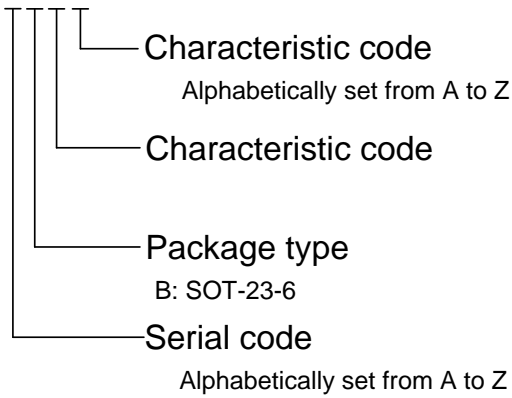 Characteristic code
Alphabetically set from A to Z
Characteristic code
Package type
B: SOT-23-6
Serial code
Alphabetically set from A to Z